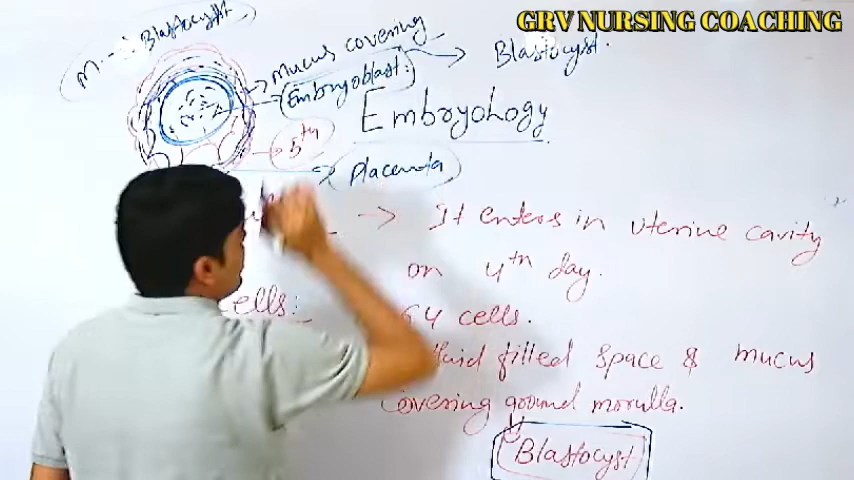 GRV NURSING COACHING
M --> Blastocyst
mucus covering
Embryoblast.
Blastocyst.
Embryology
5th
Placenta
→ It enters in uterine cavity
on 4th day.
cells:
64 cells.
fluid filled space & mucus
covering around morulla.
Blastocyst